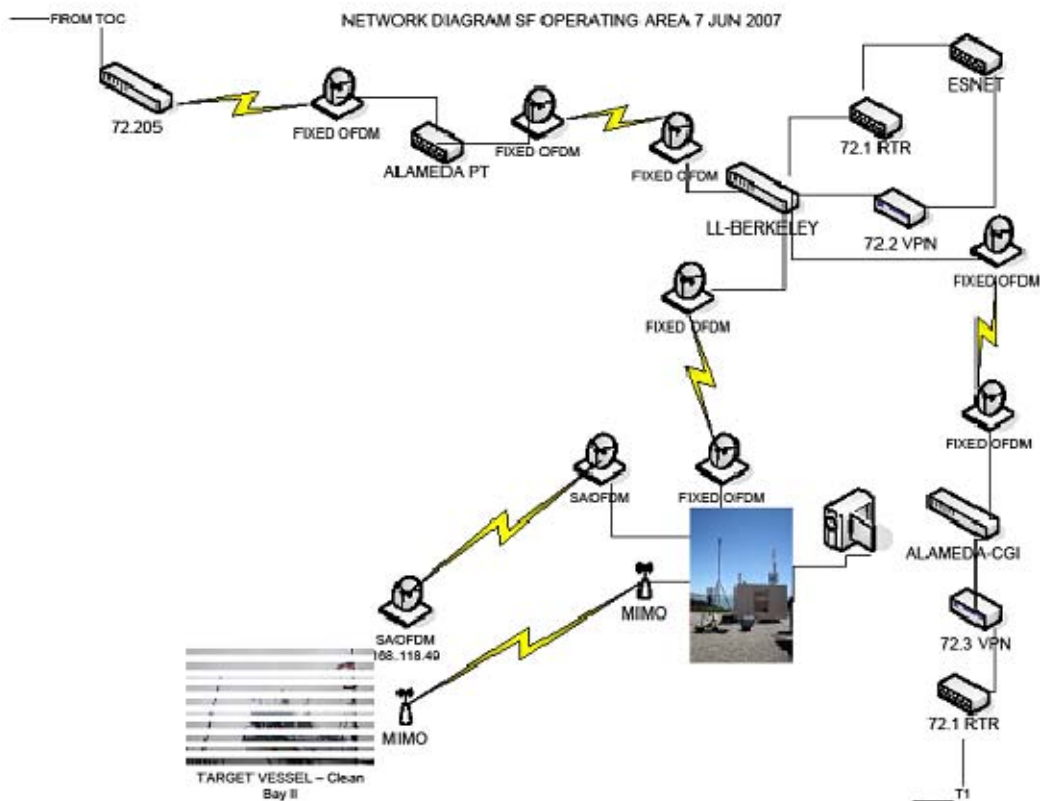 FROM TOC
NETWORK DIAGRAM SF OPERATING AREA 7 JUN 2007
ESNET
72.205
FIXED OFDM
FIXED OFDM
72.1 RTR
ALAMEDA PT
FIXED OFDM
LL-BERKELEY
72.2 VPN
FIXED OFDM
FIXED OFDM
FIXED OFDM
SAOFDM
FIXED OFDM
ALAMEDA-CGI
MIMO
SAOFDM
168.118.49
72.3 VPN
72.1 RTR
MIMO
TARGET VESSEL – Clean
Bay II
T1